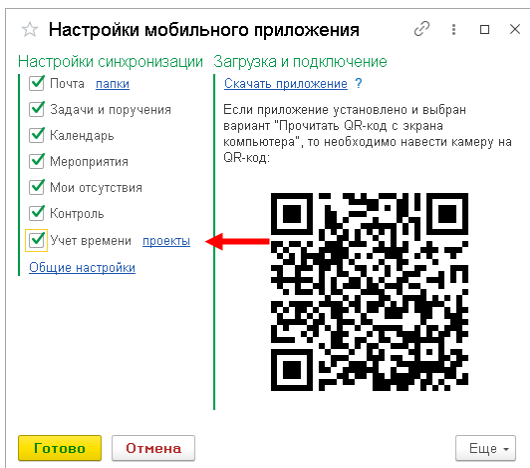 Настройки мобильного приложения
Настройки синхронизации
Почта папки
Задачи и поручения
Календарь
Мероприятия
Мои отсутствия
Контроль
Учет времени проекты
Общие настройки
Загрузка и подключение
Скачать приложение ?
Если приложение установлено и выбран
вариант "Прочитать QR-код с экрана
компьютера", то необходимо навести камеру на
QR-код:
Готово
Отмена
Еще